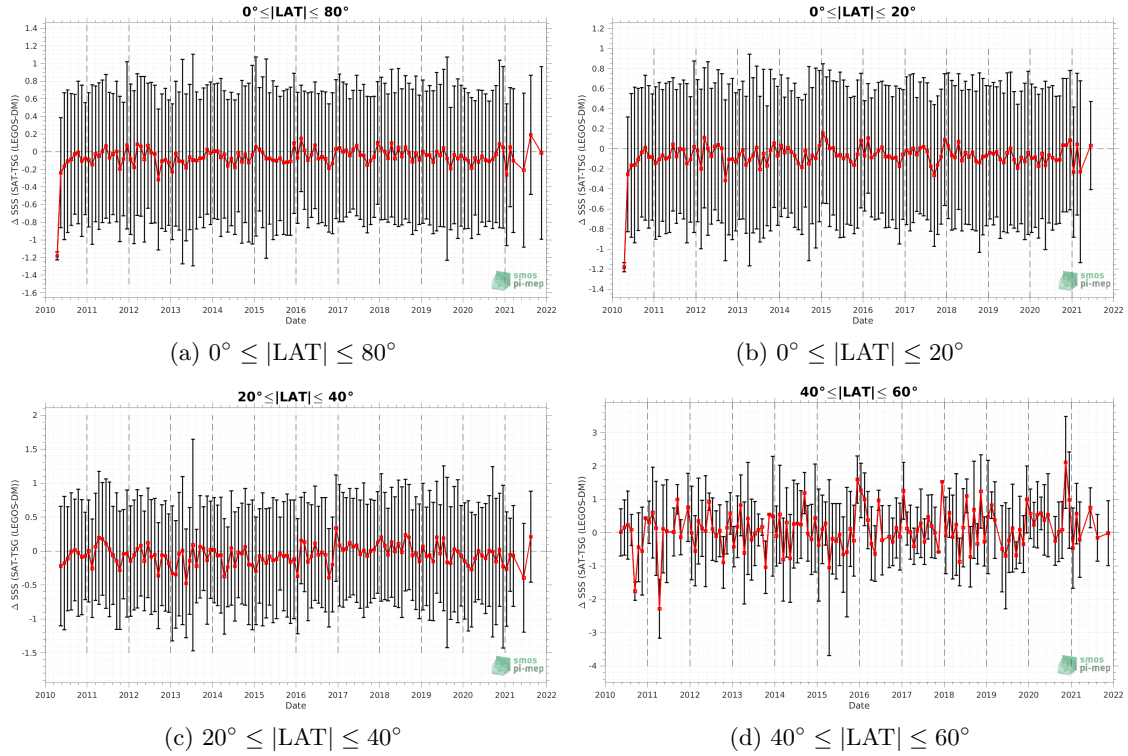 0°≤|LAT|≤ 80°
Δ SSS (SAT-TSG (LEGOS-DM))
1.4
1.2
1
0.8
0.6
0.4
0.2
0
-0.2
-0.4
-0.6
-0.8
-1
-1.2
-1.4
-1.6
2010 2011 2012 2013 2014 2015 2016 2017 2018 2019 2020 2021 2022
Date
smos
pi-mep
(a) 0° ≤ |LAT| ≤ 80°
0°≤|LAT|≤ 20°
Δ SSS (SAT-TSG (LEGOS-DM))
1.2
1
0.8
0.6
0.4
0.2
0
-0.2
-0.4
-0.6
-0.8
-1
-1.2
-1.4
2010 2011 2012 2013 2014 2015 2016 2017 2018 2019 2020 2021 2022
Date
smos
pi-mep
(b) 0° ≤ |LAT| ≤ 20°
20°≤|LAT|≤ 40°
Δ SSS (SAT-TSG (LEGOS-DM))
2
1.5
1
0.5
0
-0.5
-1
-1.5
2010 2011 2012 2013 2014 2015 2016 2017 2018 2019 2020 2021 2022
Date
smos
pi-mep
(c) 20° ≤ |LAT| ≤ 40°
40°≤|LAT|≤ 60°
Δ SSS (SAT-TSG (LEGOS-DM))
3
2
1
0
-1
-2
-3
-4
2010 2011 2012 2013 2014 2015 2016 2017 2018 2019 2020 2021 2022
Date
smos
pi-mep
(d) 40° ≤ |LAT| ≤ 60°